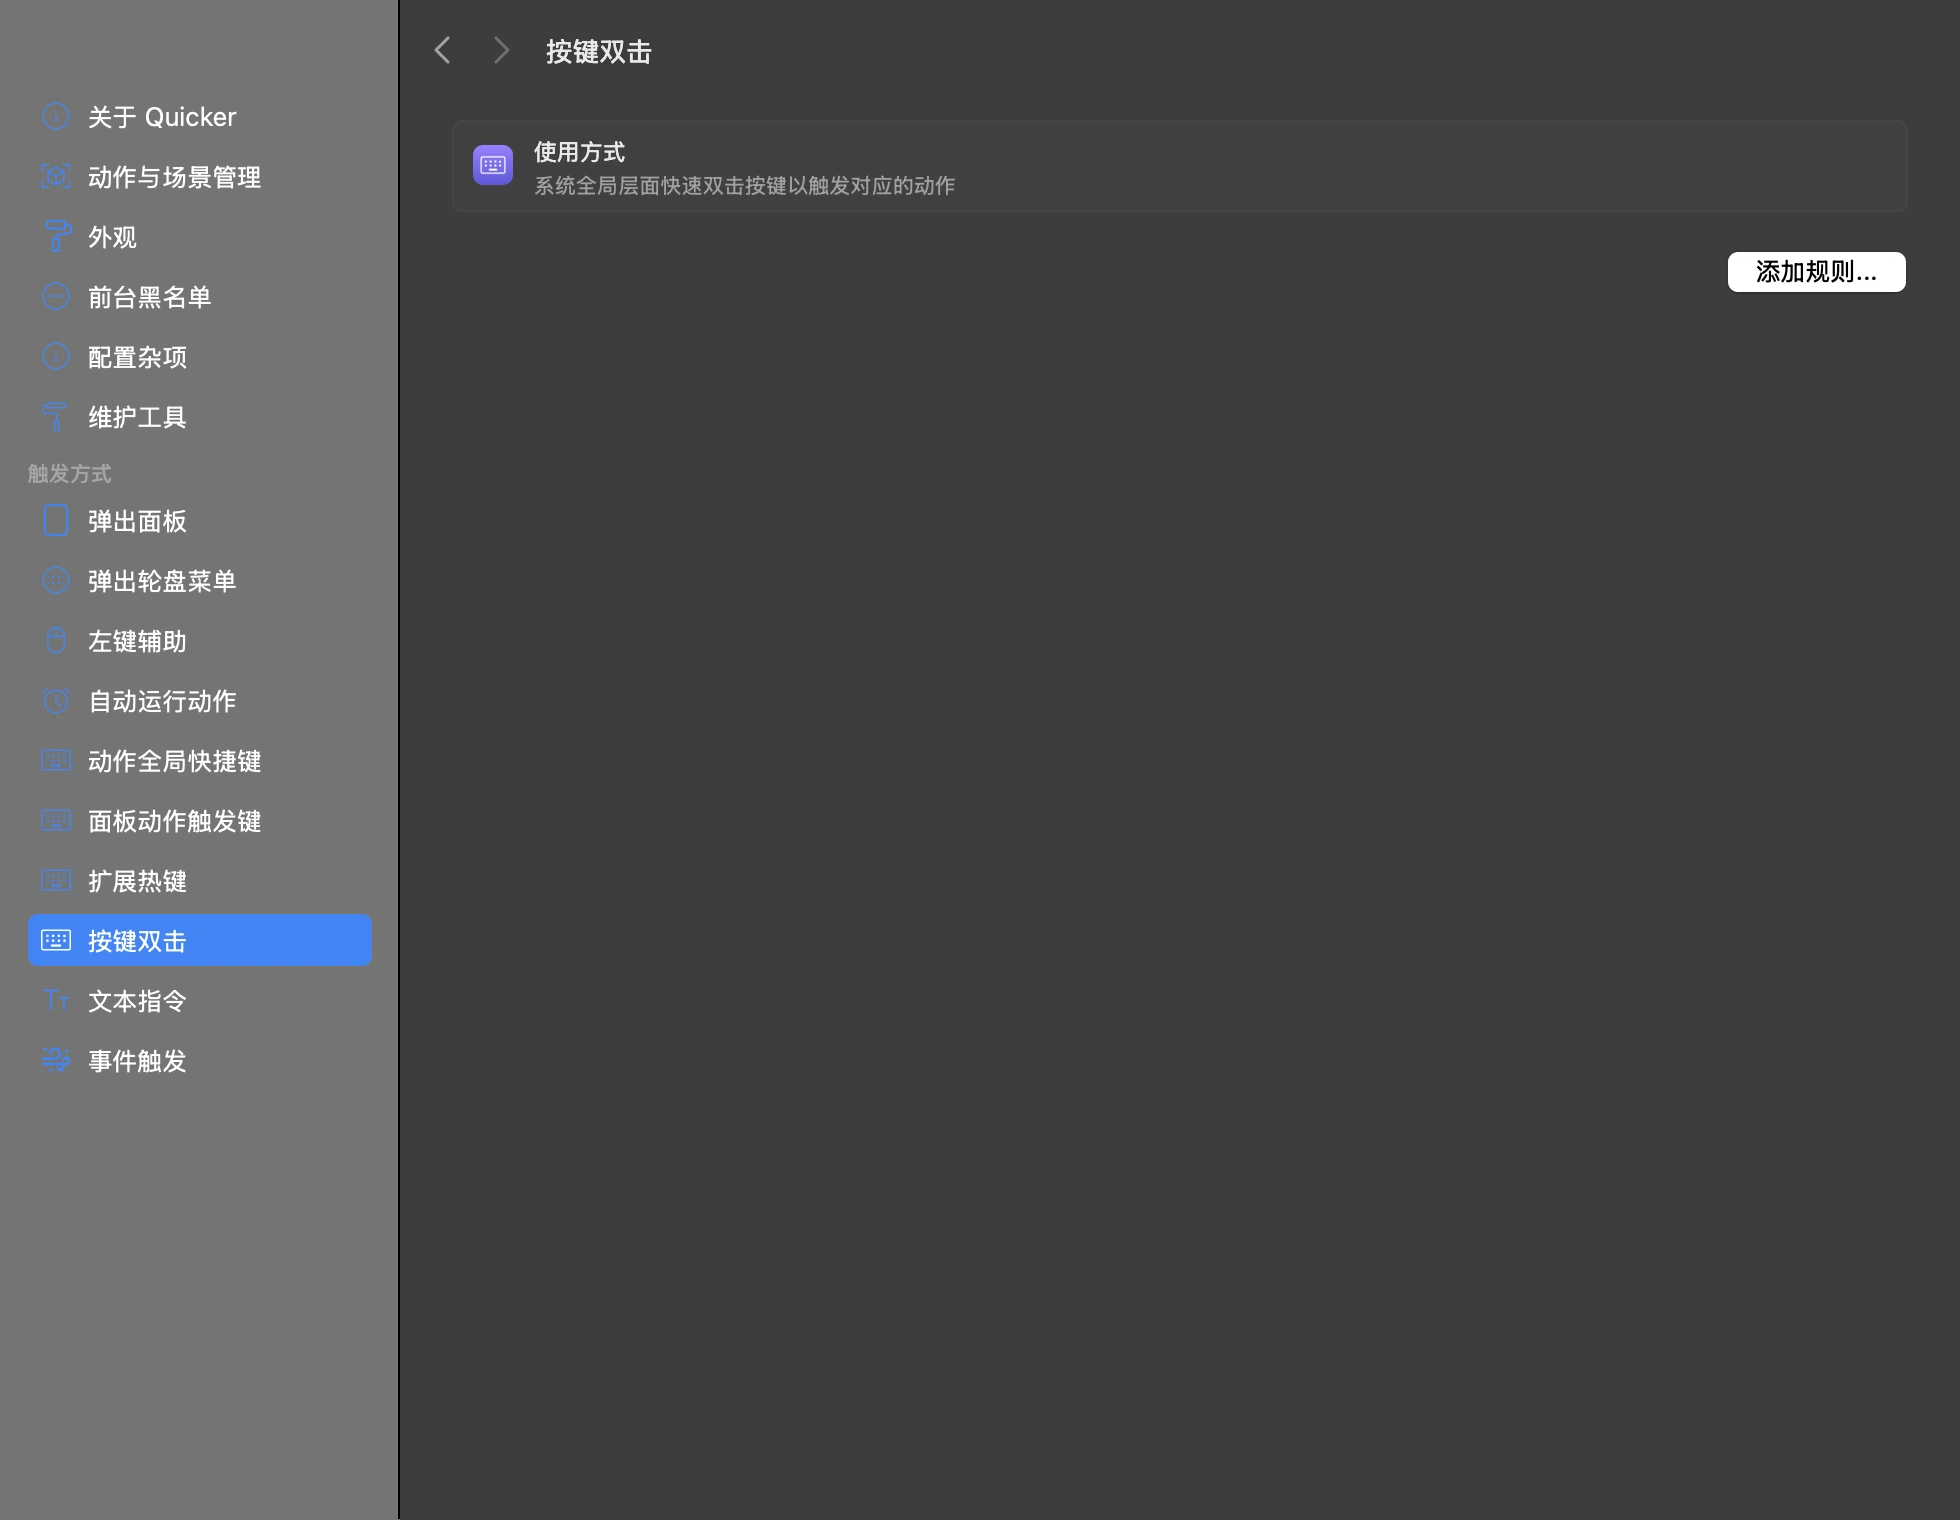 关于 Quicker
动作与场景管理
外观
前台黑名单
配置杂项
维护工具
触发方式
弹出面板
弹出轮盘菜单
左键辅助
自动运行动作
动作全局快捷键
面板动作触发键
扩展热键
按键双击
文本指令
事件触发
按键双击
使用方式
系统全局层面快速双击按键以触发对应的动作
添加规则...